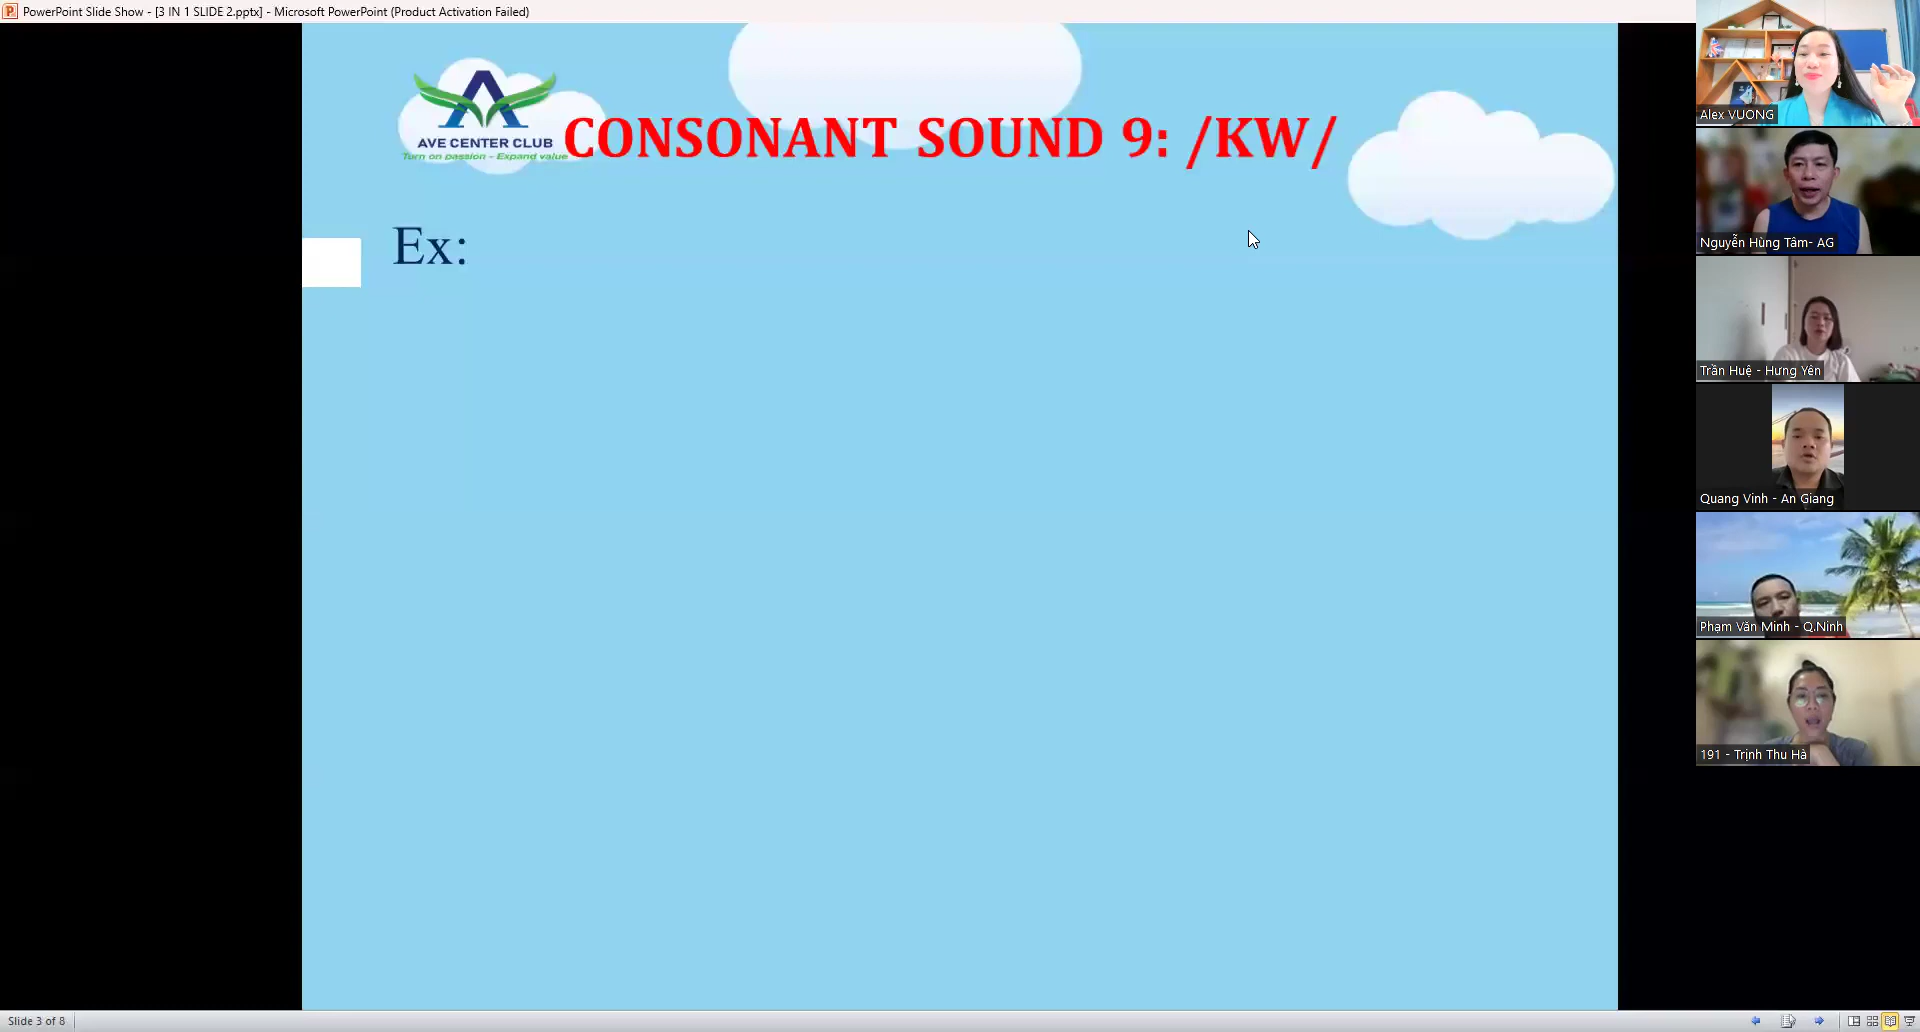 PowerPoint Slide Show - [3 IN 1 SLIDE 2.pptx] - Microsoft PowerPoint (Product Activation Failed)
AVE CENTER CLUB
Turn on passion - Expand value
CONSONANT SOUND 9: /KW/
Ex:
Alex VUONG
Nguyễn Hùng Tâm- AG
Trần Huệ - Hưng Yên
Quang Vinh - An Giang
Phạm Văn Minh - Q.Ninh
191 - Trịnh Thu Hà
Slide 3 of 8